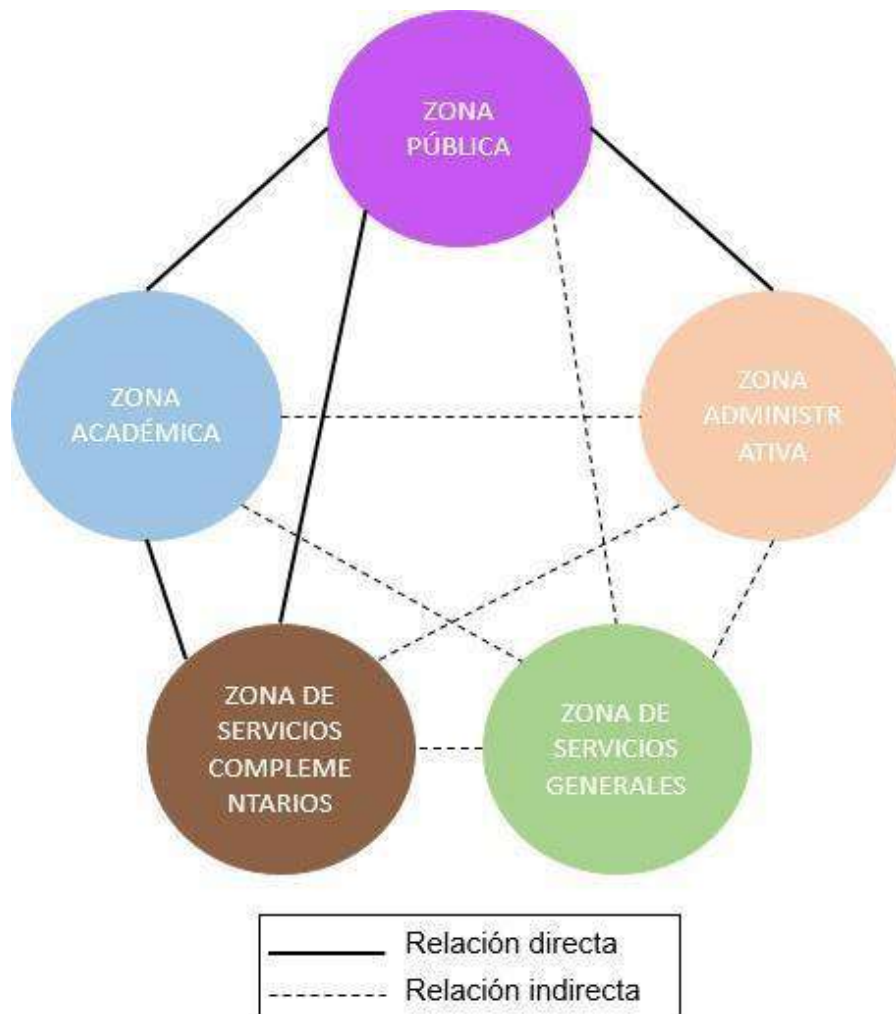 ZONA
PÚBLICA
ZONA
ACADÉMICA
ZONA
ADMINISTR
ATIVA
ZONA DE
SERVICIOS
COMPLEME
NTARIOS
ZONA DE
SERVICIOS
GENERALES
Relación directa
Relación indirecta